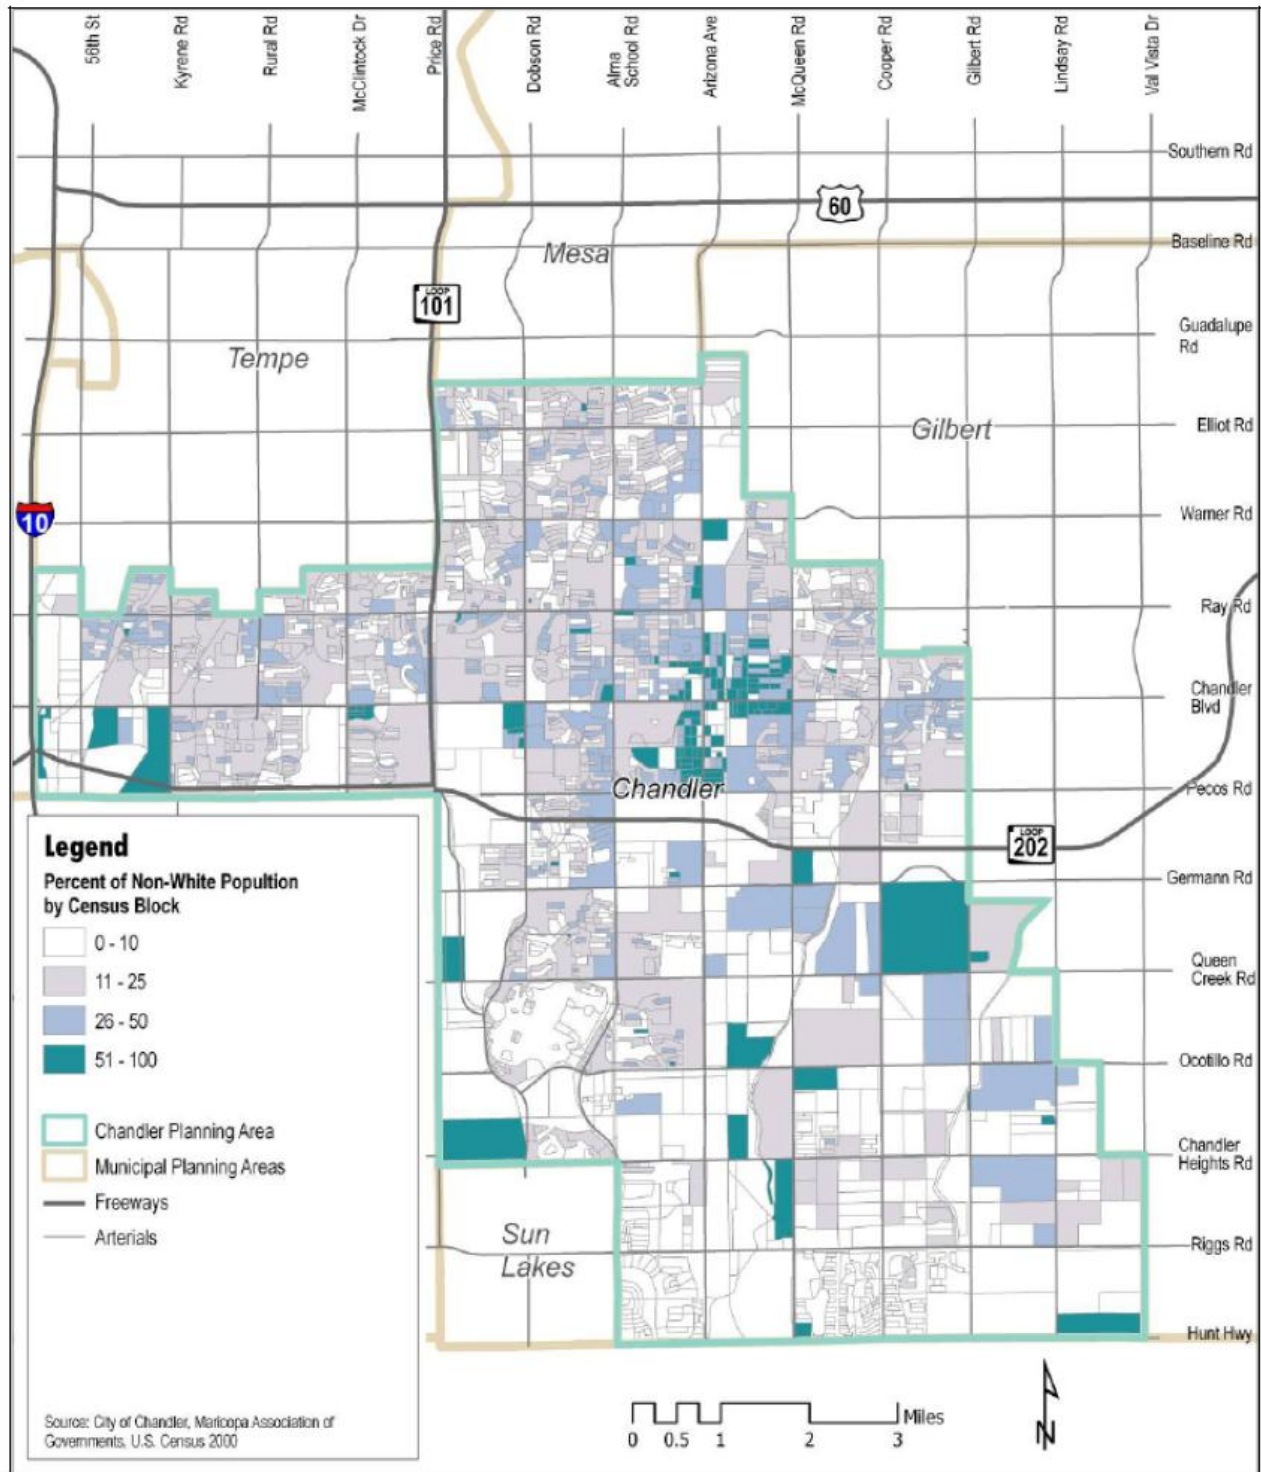 56th St
Kyrene Rd
Rural Rd
McClintock Dr
Price Rd
Dobson Rd
Alma
School Rd
Arizona Ave
McQueen Rd
Cooper Rd
Gilbert Rd
Lindsay Rd
Val Vista Dr
Southern Rd
60
Mesa
Baseline Rd
LOOP
101
Guadalupe
Rd
Tempe
Gilbert
Elliot Rd
10
Warner Rd
Ray Rd
Chandler
Blvd
Chandler
Pecos Rd
LOOP
202
Germann Rd
Queen
Creek Rd
Ocotillo Rd
Chandler
Heights Rd
Sun
Lakes
Riggs Rd
Hunt Hwy
Legend
Percent of Non-White Popultion
by Census Block
0 - 10
11 - 25
26 - 50
51 - 100
Chandler Planning Area
Municipal Planning Areas
Freeways
Arterials
Source: City of Chandler, Maricopa Association of
Governments, U.S. Census 2000
Miles
0 0.5 1 2 3
N